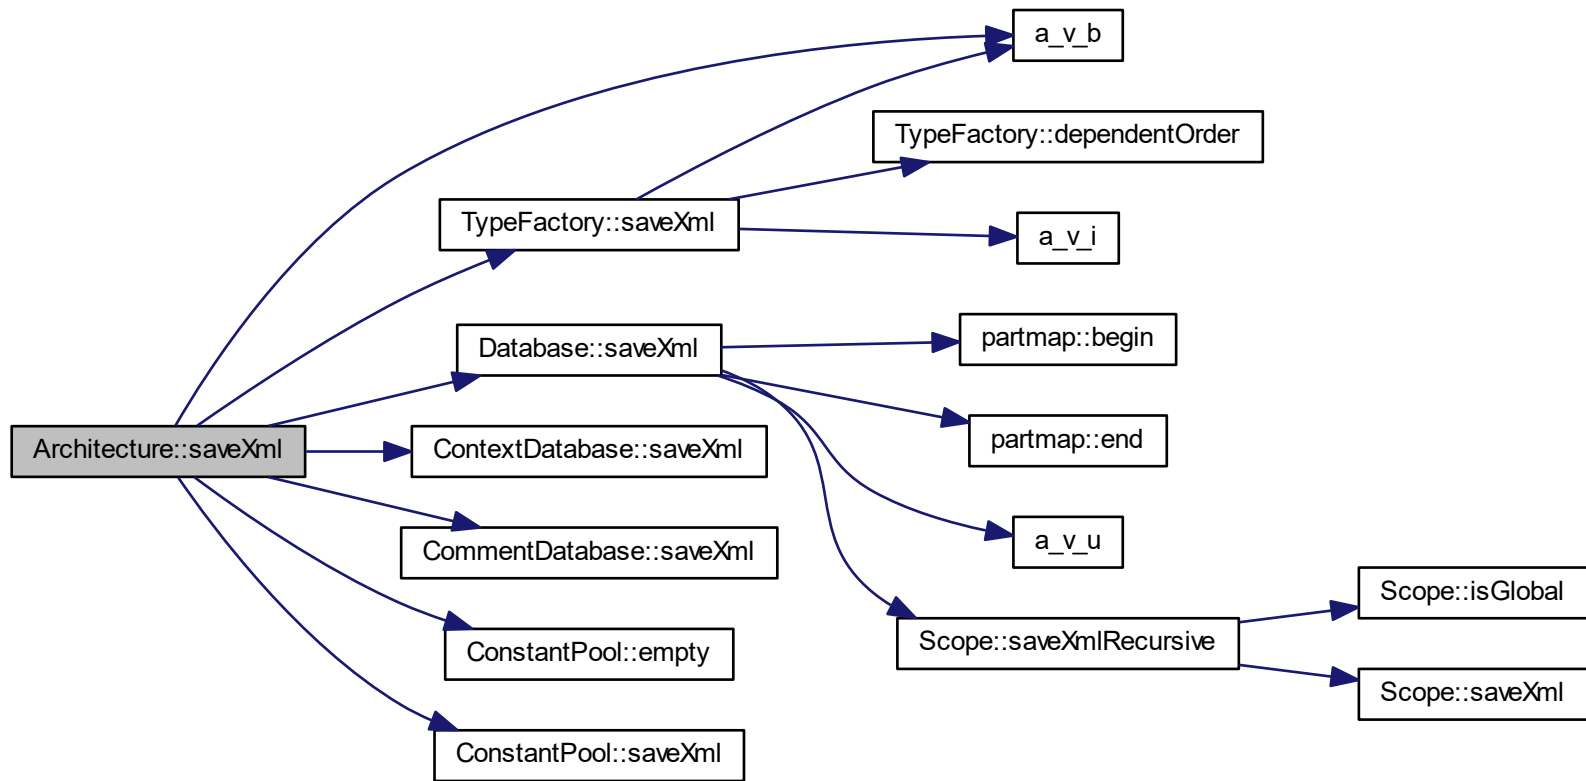 a_v_b
TypeFactory::dependentOrder
TypeFactory::saveXml
a_v_i
Database::saveXml
partmap::begin
Architecture::saveXml
ContextDatabase::saveXml
partmap::end
CommentDatabase::saveXml
a_v_u
Scope::isGlobal
ConstantPool::empty
Scope::saveXmlRecursive
Scope::saveXml
ConstantPool::saveXml